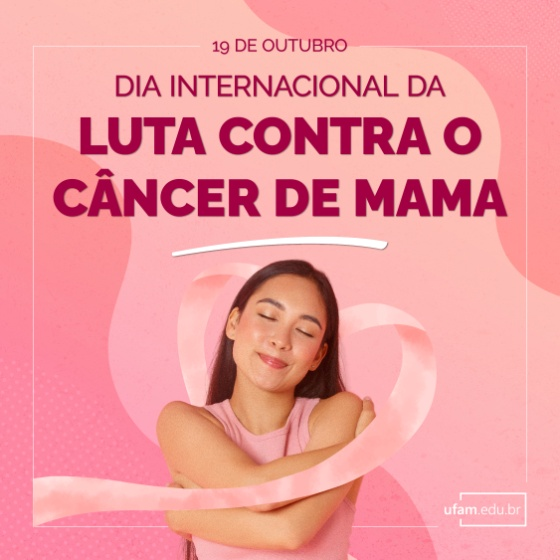 19 DE OUTUBRO
DIA INTERNACIONAL DA
LUTA CONTRA O
CÂNCER DE MAMA
ufam.edu.br